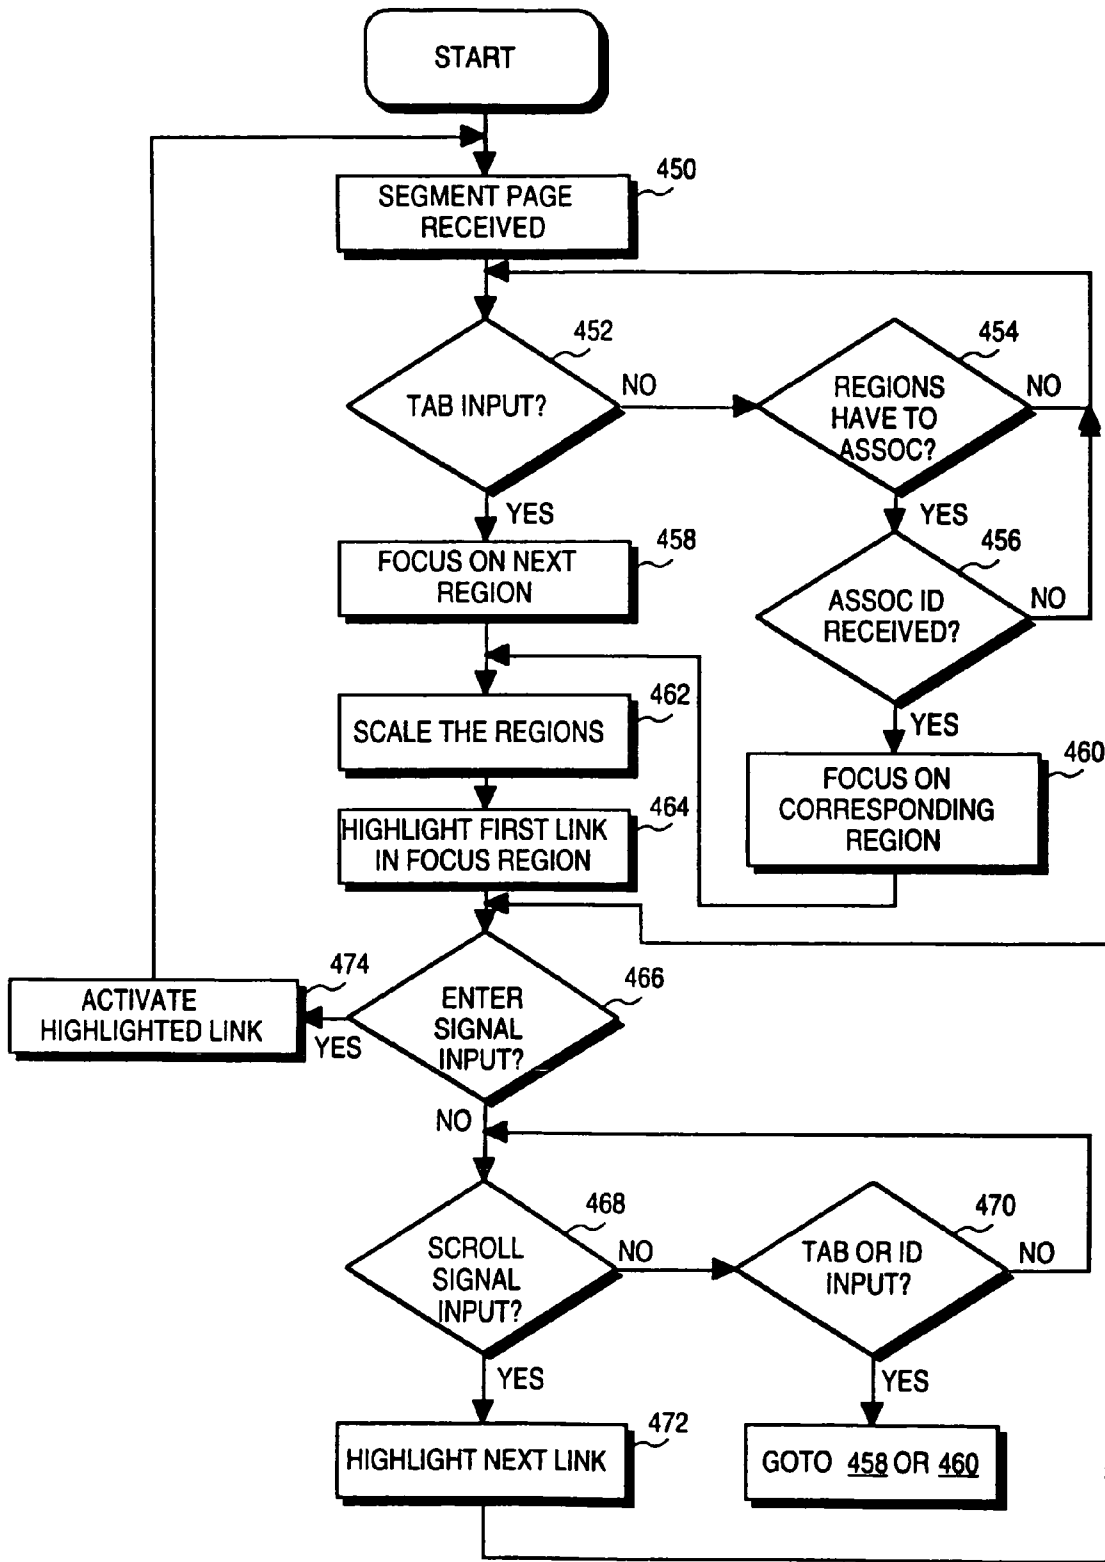 START
450
SEGMENT PAGE
RECEIVED
452
TAB INPUT?
NO
454
REGIONS
HAVE TO
ASSOC?
NO
YES
YES
458
FOCUS ON NEXT
REGION
456
ASSOC ID
RECEIVED?
NO
YES
462
SCALE THE REGIONS
460
FOCUS ON
CORRESPONDING
REGION
464
HIGHLIGHT FIRST LINK
IN FOCUS REGION
474
ACTIVATE
HIGHLIGHTED LINK
YES
466
ENTER
SIGNAL
INPUT?
NO
468
SCROLL
SIGNAL
INPUT?
NO
470
TAB OR ID
INPUT?
NO
YES
YES
472
HIGHLIGHT NEXT LINK
GOTO 458 OR 460